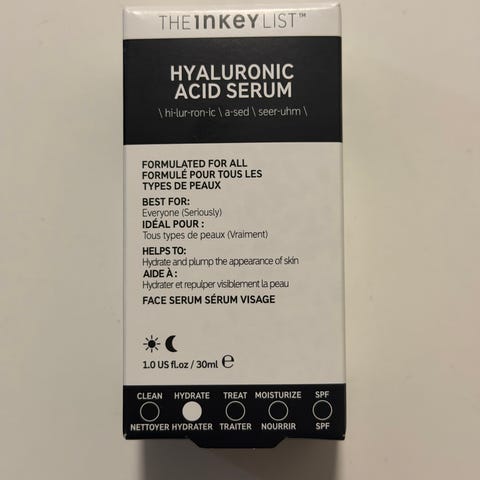 THE INKEY LIST™
HYALURONIC
ACID SERUM
\ hi-lur-ron-ic \ a-sed \ seer-uhm \
FORMULATED FOR ALL
FORMULÉ POUR TOUS LES
TYPES DE PEAUX
BEST FOR:
Everyone (Seriously)
IDÉAL POUR :
Tous types de peaux (Vraiment)
HELPS TO:
Hydrate and plump the appearance of skin
AIDE À :
Hydrater et repulper visiblement la peau
FACE SERUM SÉRUM VISAGE
1.0 US fl.oz / 30ml ℮
CLEAN HYDRATE TREAT MOISTURIZE SPF
NETTOYER HYDRATER TRAITER NOURRIR SPF